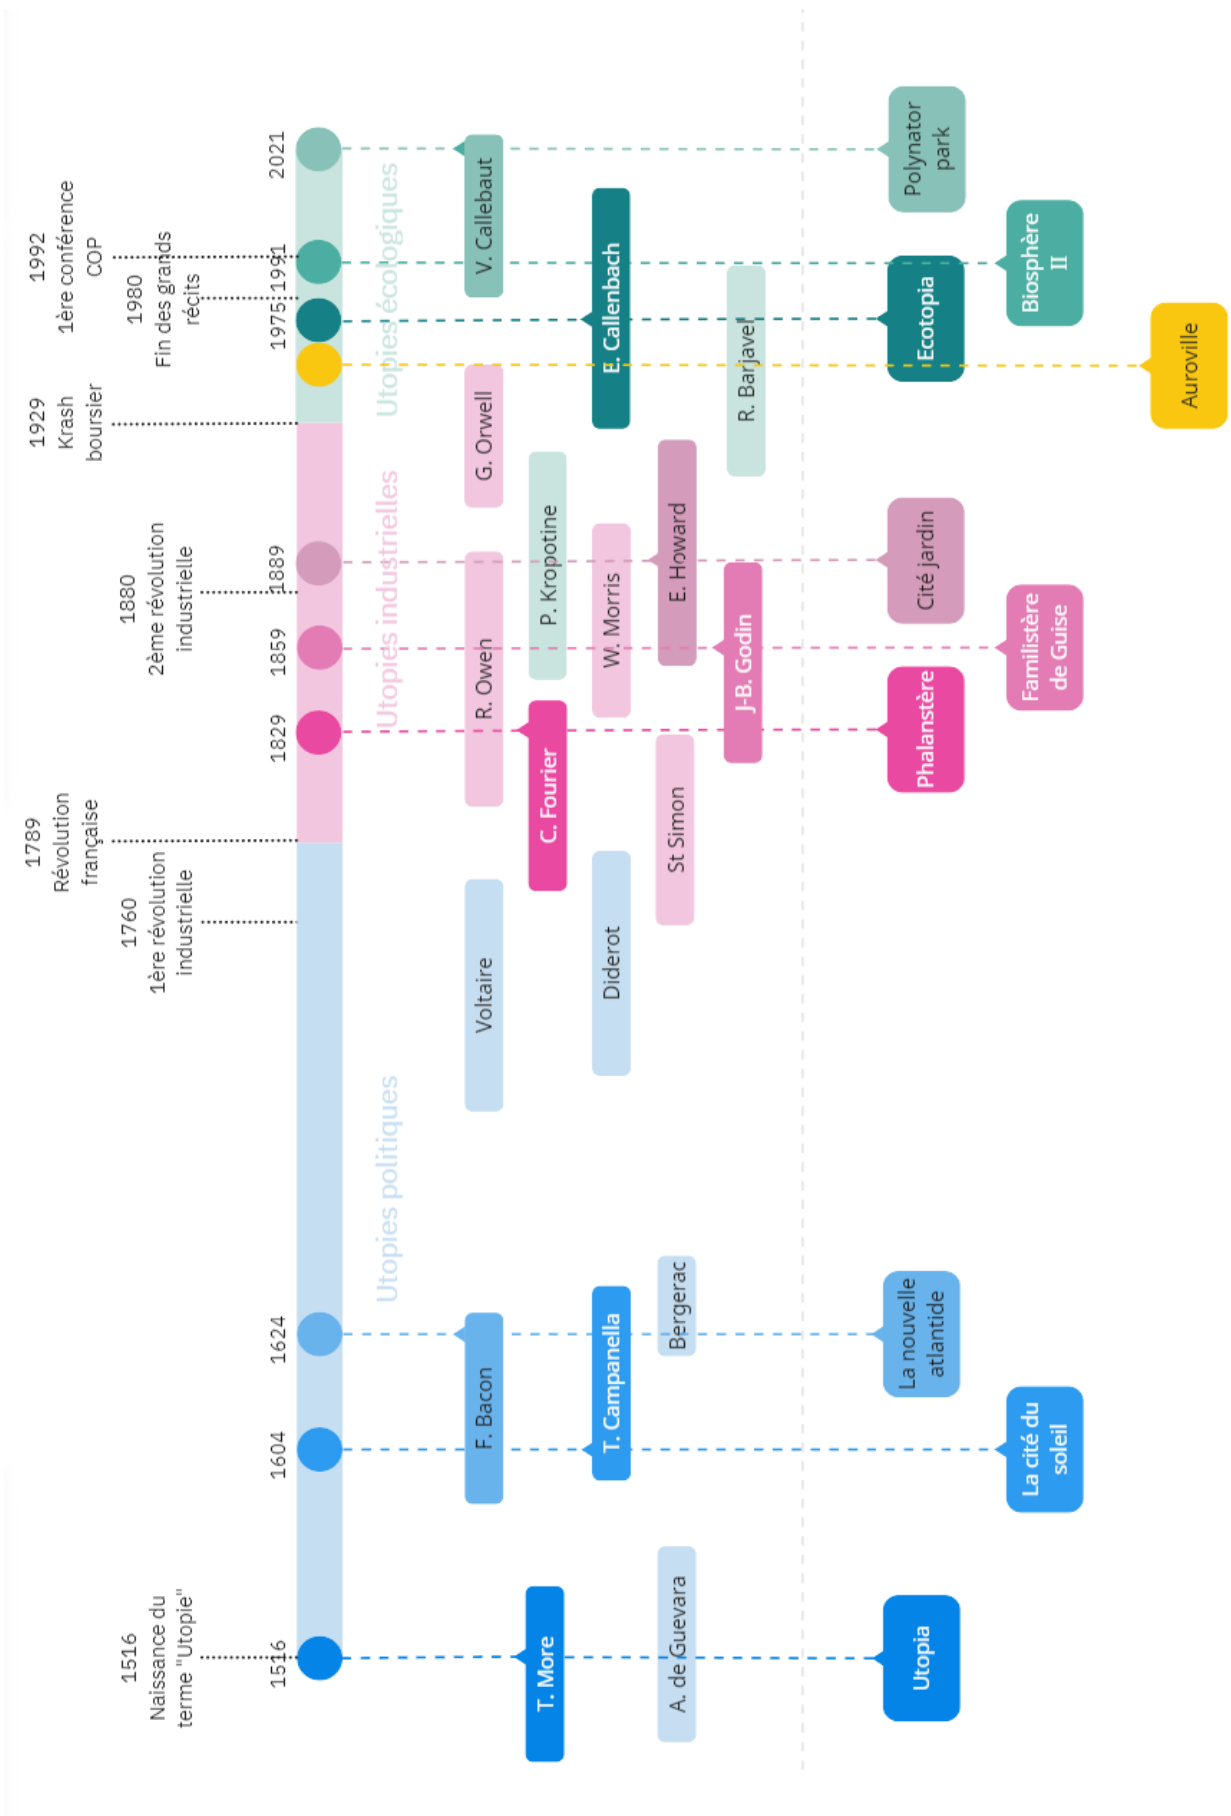 1516
Naissance du
terme "Utopie"
1760
1ère révolution
industrielle
1789
Révolution
française
1880
2ème révolution
industrielle
1929
Krash
boursier
1980
Fin des grands
récits
1992
1ère conférence
COP
1516
1604
1624
1829
1859
1889
1975
1991
2021
Utopies politiques
Utopies industrielles
Utopies écologiques
F. Bacon
Voltaire
R. Owen
G. Orwell
V. Callebaut
T. More
C. Fourier
P. Kropotine
T. Campanella
Diderot
W. Morris
E. Callenbach
A. de Guevara
Bergerac
St Simon
E. Howard
J-B. Godin
R. Barjavel
Utopia
La nouvelle
atlantide
Phalanstère
Cité jardin
Ecotopia
Polynator
park
La cité du
soleil
Familistère
de Guise
Biosphère
II
Auroville